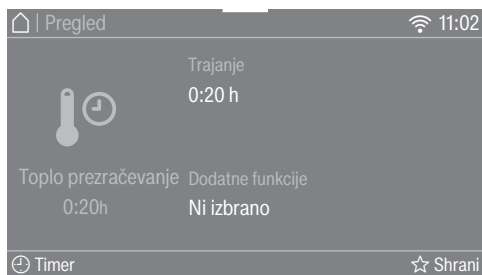 | Pregled 11:02
Trajanje
0:20 h
Toplo prezračevanje
0:20h
Dodatne funkcije
Ni izbrano
Timer Shrani